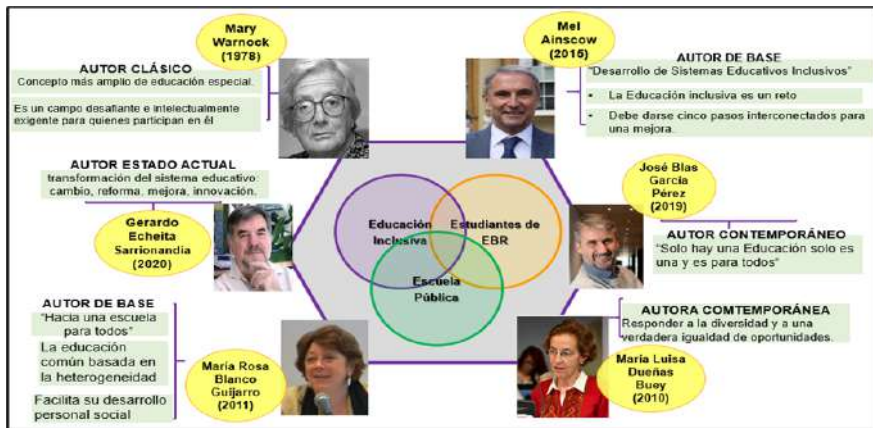 Mary
Warnock
(1978)
AUTOR CLÁSICO
Concepto más amplio de educación especial.
Es un campo desafiante e intelectualmente
exigente para quienes participan en él
Mel
Ainscow
(2015)
AUTOR DE BASE
“Desarrollo de Sistemas Educativos Inclusivos”
• La Educación inclusiva es un reto
• Debe darse cinco pasos interconectados para
una mejora.
AUTOR ESTADO ACTUAL
transformación del sistema educativo:
cambio, reforma, mejora, innovación.
Gerardo
Echeita
Sarrionandia
(2020)
José Blas
García
Pérez
(2019)
AUTOR CONTEMPORÁNEO
“Solo hay una Educación solo es
una y es para todos”
Educación
Inclusiva
Estudiantes de
EBR
Escuela
Pública
AUTOR DE BASE
“Hacia una escuela
para todos”
La educación
común basada en
la heterogeneidad
Facilita su desarrollo
personal social
María Rosa
Blanco
Guijarro
(2011)
AUTORA COMTEMPORÁNEA
Responder a la diversidad y a una
verdadera igualdad de oportunidades.
María Luisa
Dueñas
Buey
(2010)